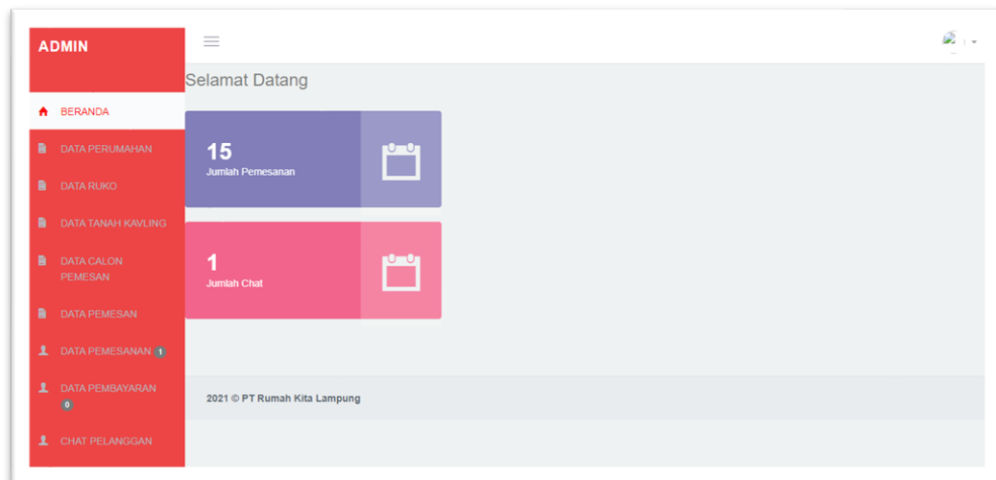 ADMIN
BERANDA
DATA PERUMAHAN
DATA RUKO
DATA TANAH KAVLING
DATA CALON
PEMESAN
DATA PEMESAN
DATA PEMESANAN 1
DATA PEMBAYARAN
0
CHAT PELANGGAN
Selamat Datang
15
Jumlah Pemesanan
1
Jumlah Chat
2021 © PT Rumah Kita Lampung